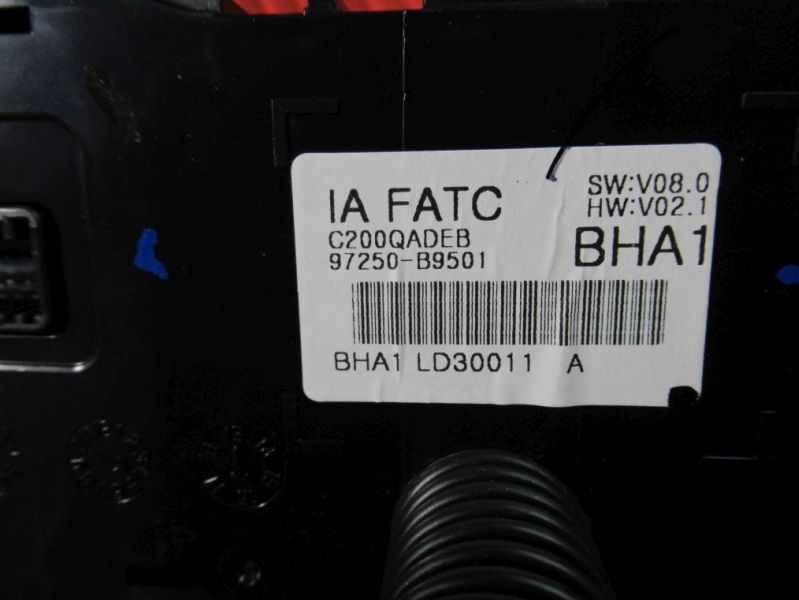 IA FATC
SW:V08.0
HW:V02.1
C200QADEB
97250-B9501
BHA1
BHA1 LD30011 A